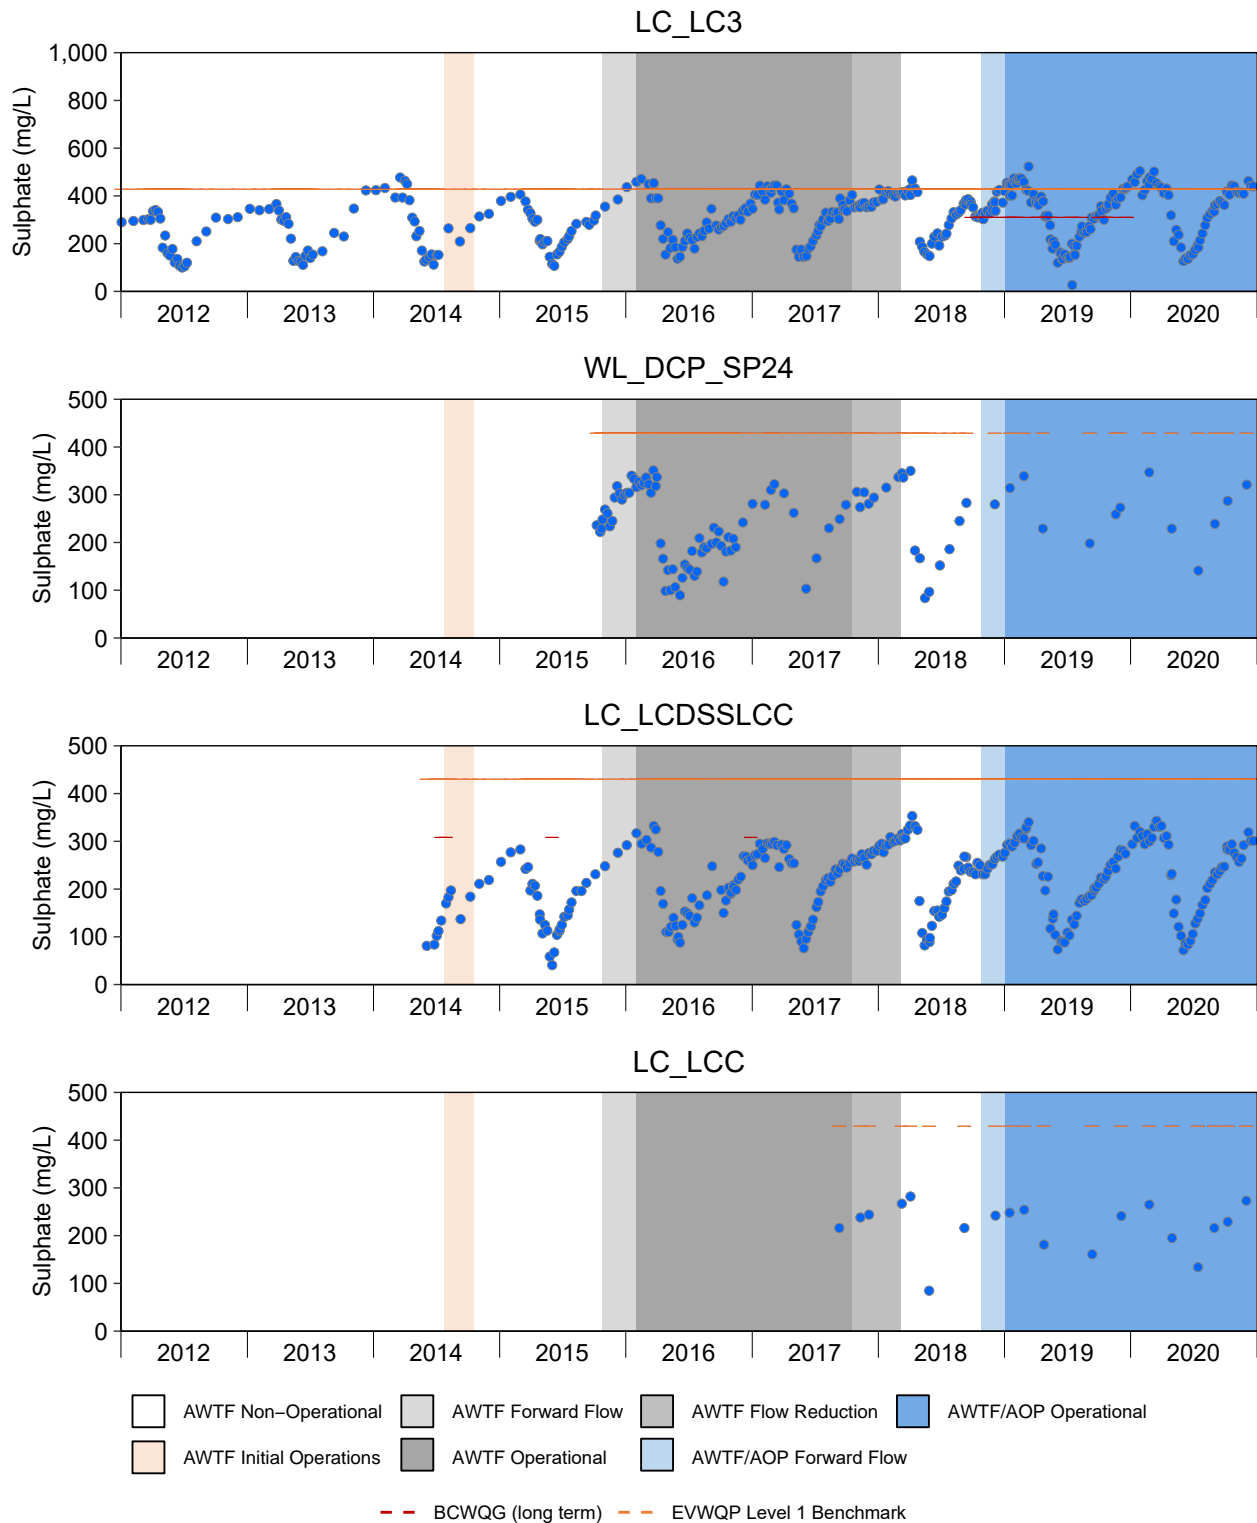 LC_LC3
1,000
800
600
400
200
0
Sulphate (mg/L)
2012 2013 2014 2015 2016 2017 2018 2019 2020
WL_DCP_SP24
500
400
300
200
100
0
Sulphate (mg/L)
2012 2013 2014 2015 2016 2017 2018 2019 2020
LC_LCDSSLCC
500
400
300
200
100
0
Sulphate (mg/L)
2012 2013 2014 2015 2016 2017 2018 2019 2020
LC_LCC
500
400
300
200
100
0
Sulphate (mg/L)
2012 2013 2014 2015 2016 2017 2018 2019 2020
AWTF Non−Operational AWTF Forward Flow AWTF Flow Reduction AWTF/AOP Operational
AWTF Initial Operations AWTF Operational AWTF/AOP Forward Flow
BCWQG (long term) EVWQP Level 1 Benchmark